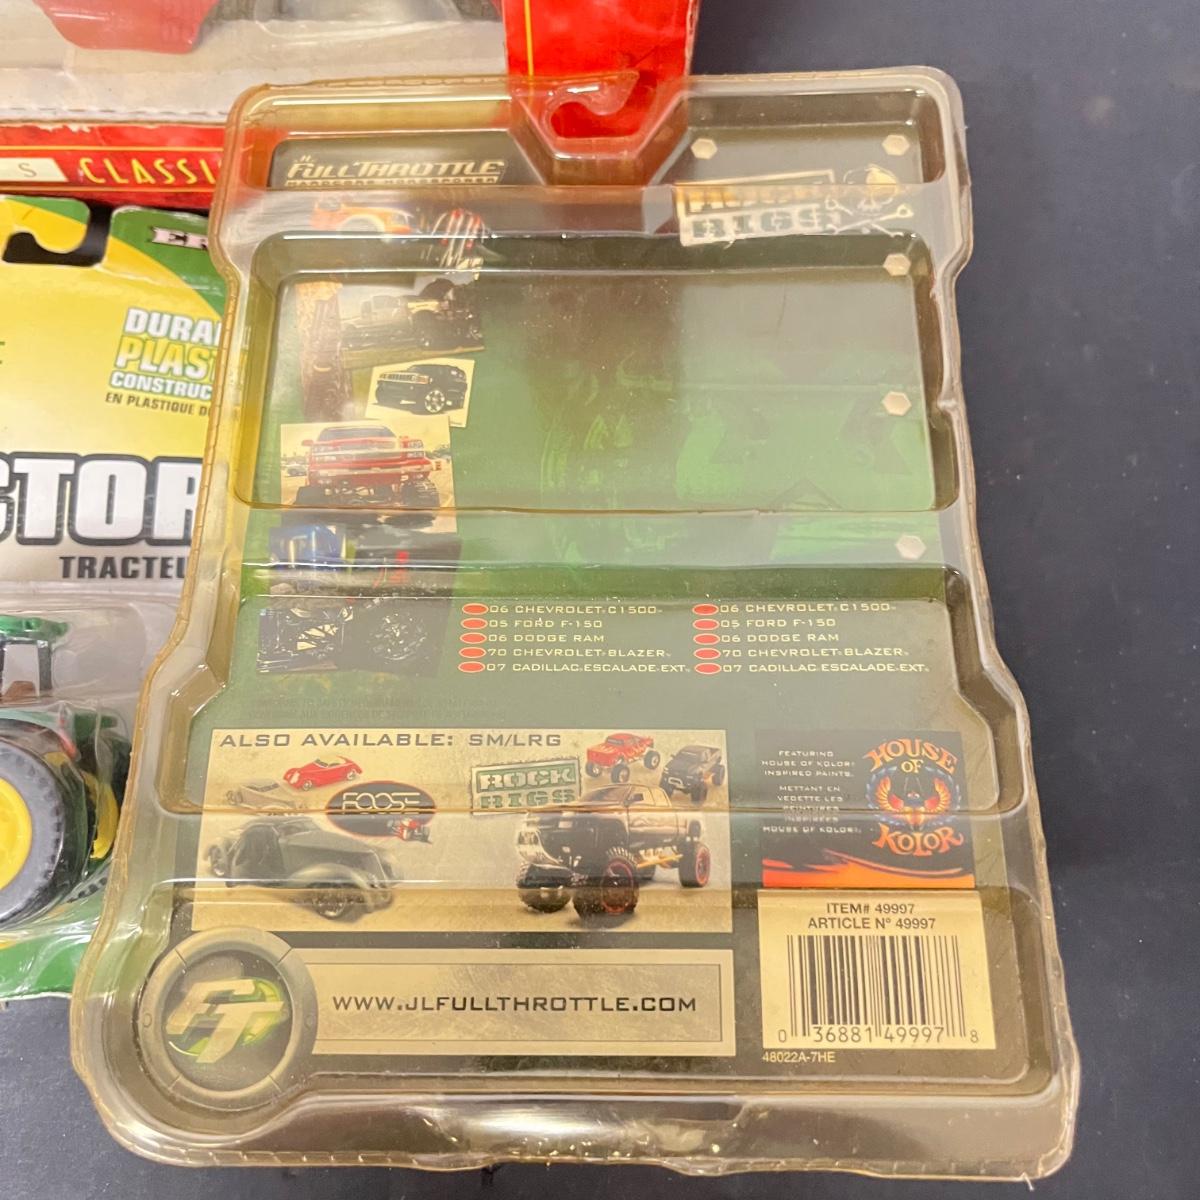 S CLASSI
ER
DURA
PLAS
CONSTRUC
EN PLASTIQUE D
CTOR
TRACTEU
JL
FULL THROTTLE
RIGS
06 CHEVROLET C1500
05 FORD F-150
06 DODGE RAM
70 CHEVROLET BLAZER
07 CADILLAC ESCALADE EXT
06 CHEVROLET C1500
05 FORD F-150
06 DODGE RAM
70 CHEVROLET BLAZER
07 CADILLAC ESCALADE EXT
ALSO AVAILABLE: SM/LRG
FOOSE
ROCK
RIGS
FEATURING
HOUSE OF KOLOR
INSPIRED PAINTS.
METTANT EN
VEDETTE LES
PEINTURES
INSPIRÉES
HOUSE OF KOLOR
HOUSE
OF
KOLOR
ITEM# 49997
ARTICLE Nº 49997
0 36881 49997 8
48022A-7HE
FT
WWW.JLFULLTHROTTLE.COM